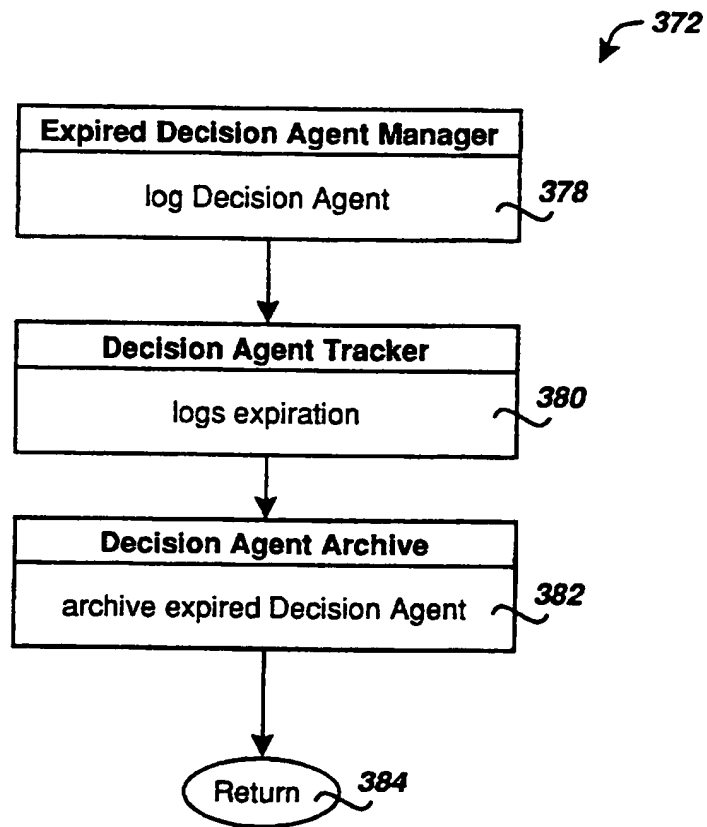 372
Expired Decision Agent Manager
log Decision Agent
378
Decision Agent Tracker
logs expiration
380
Decision Agent Archive
archive expired Decision Agent
382
Return
384